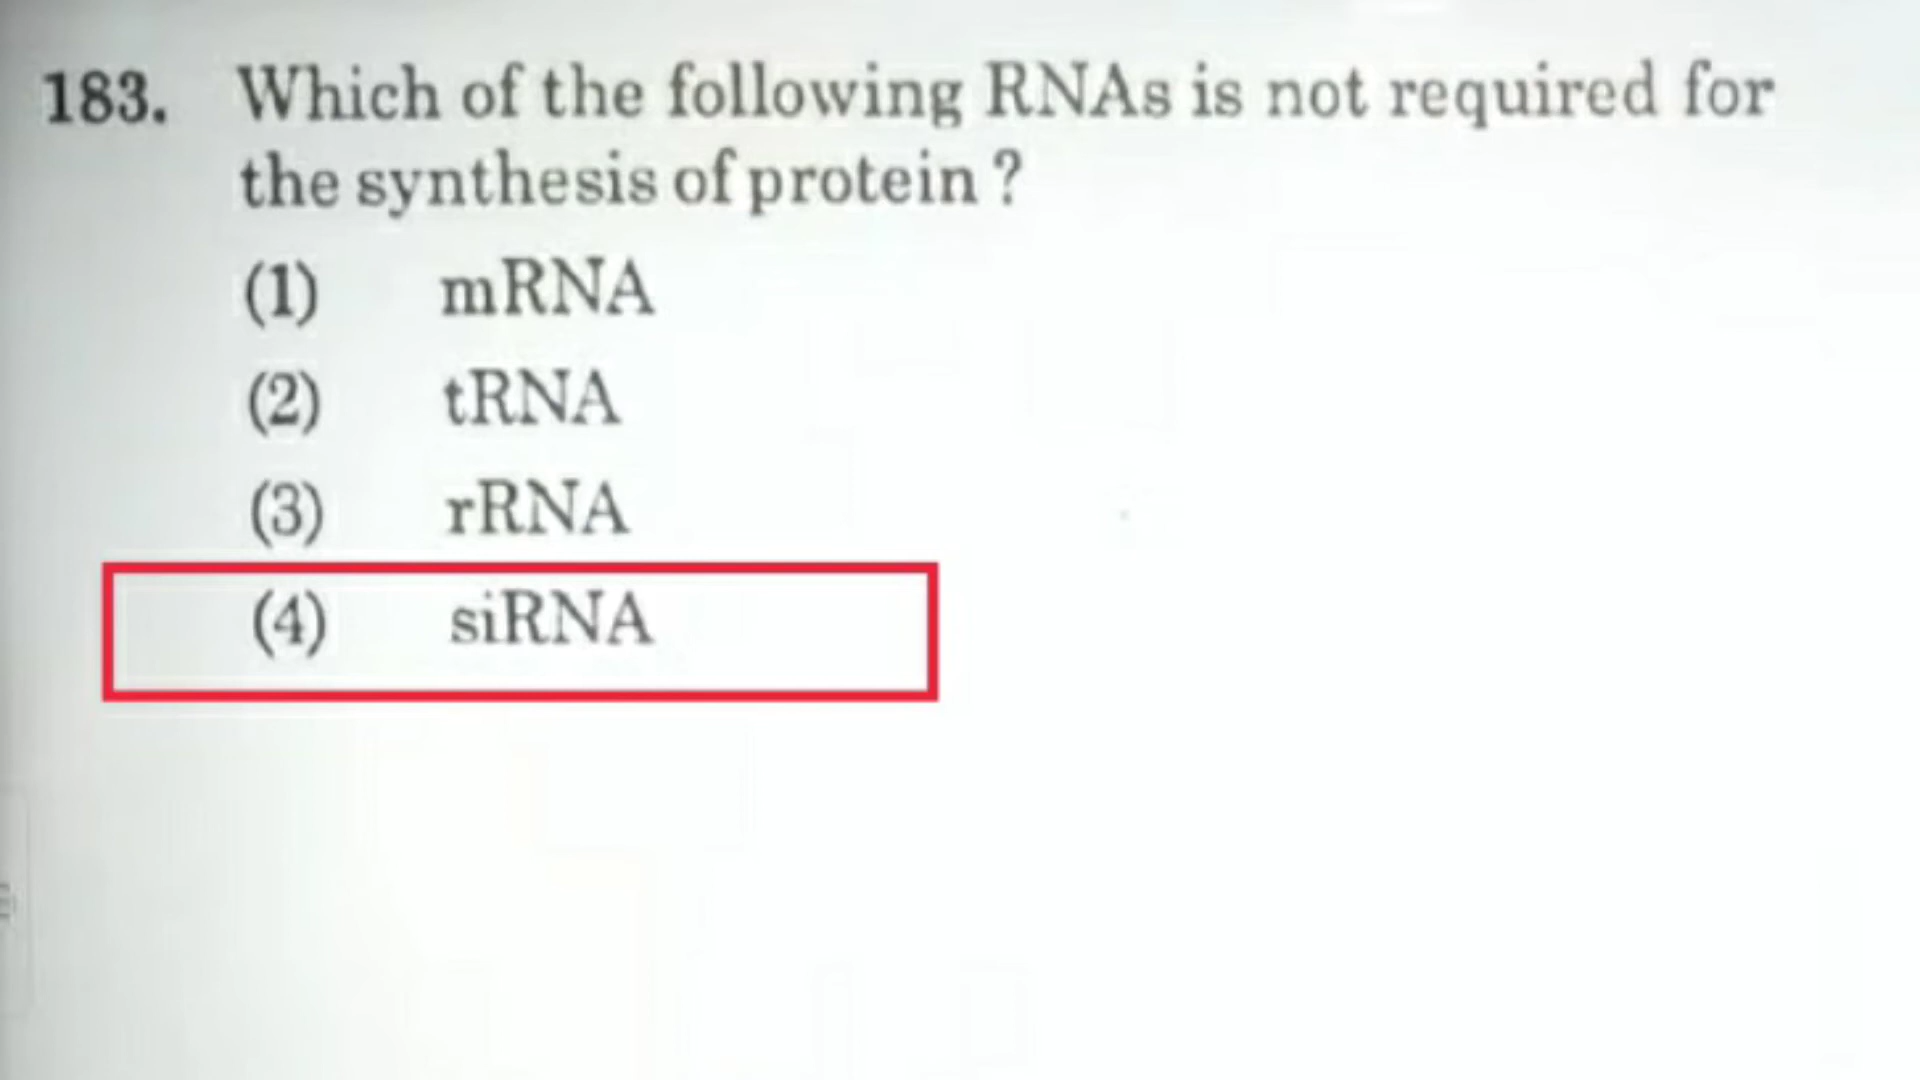 183. Which of the following RNAs is not required for
the synthesis of protein ?
(1) mRNA
(2) tRNA
(3) rRNA
(4) siRNA